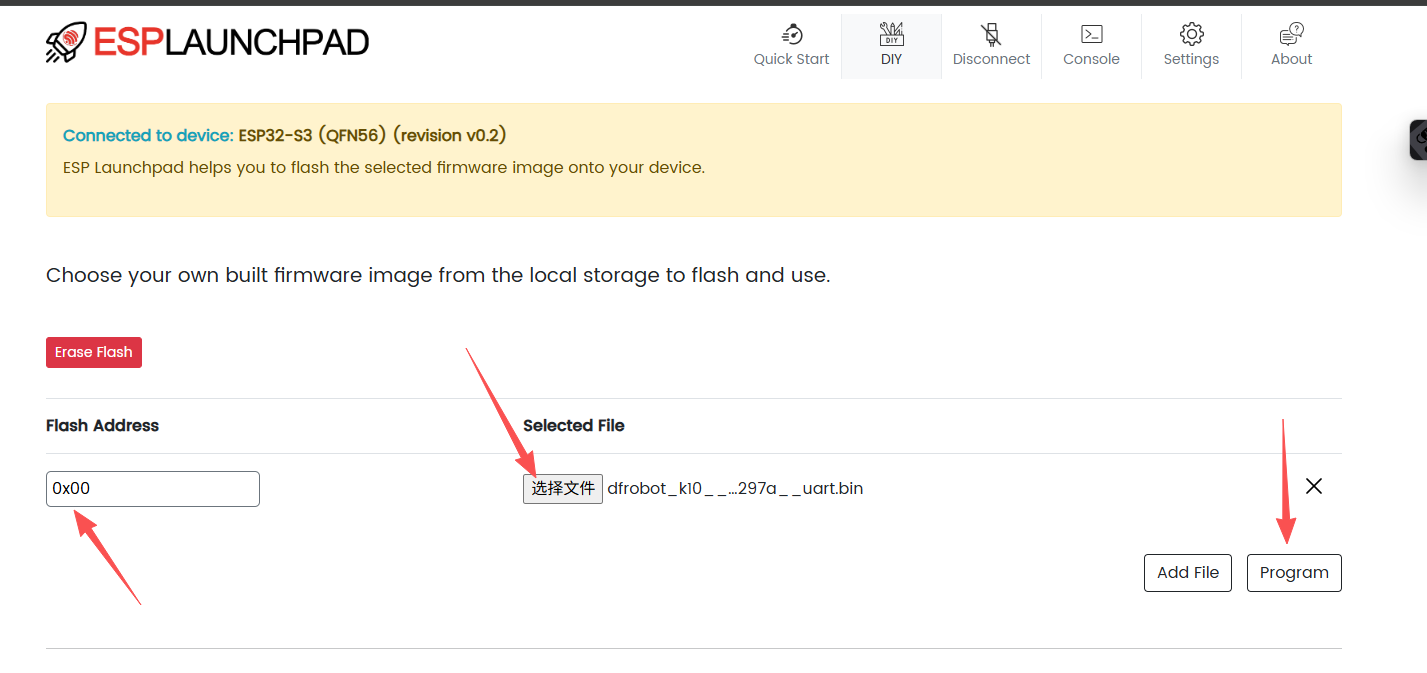 ESPLAUNCHPAD
Quick Start
DIY
DIY
Disconnect
Console
Settings
?
About
Connected to device: ESP32-S3 (QFN56) (revision v0.2)
ESP Launchpad helps you to flash the selected firmware image onto your device.
Choose your own built firmware image from the local storage to flash and use.
Erase Flash
Flash Address Selected File
0x00 选择文件 dfrobot_k10__...297a__uart.bin
Add File Program